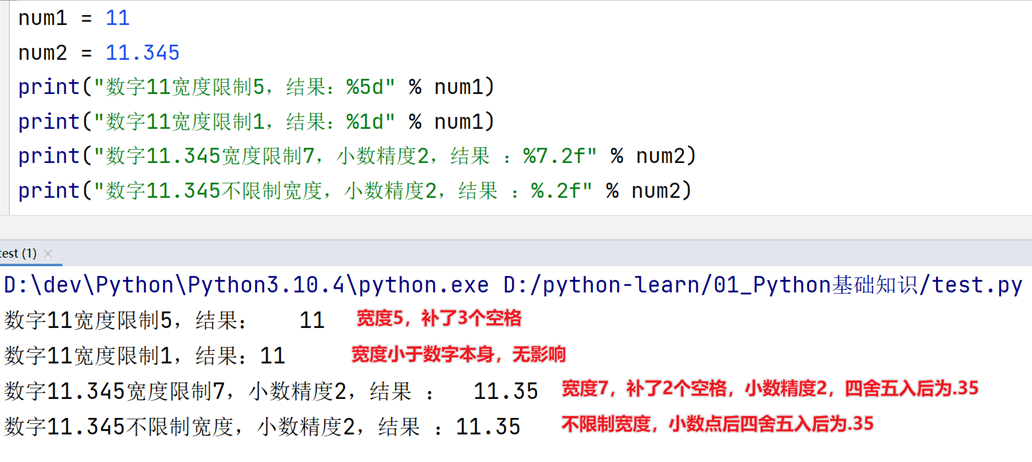 num1 = 11
num2 = 11.345
print("数字11宽度限制5，结果：%5d" % num1)
print("数字11宽度限制1，结果：%1d" % num1)
print("数字11.345宽度限制7，小数精度2，结果 ：%7.2f" % num2)
print("数字11.345不限制宽度，小数精度2，结果 ：%.2f" % num2)
test (1) ×
D:\dev\Python\Python3.10.4\python.exe D:/python-learn/01_Python基础知识/test.py
数字11宽度限制5，结果：   11 宽度5，补了3个空格
数字11宽度限制1，结果：11 宽度小于数字本身，无影响
数字11.345宽度限制7，小数精度2，结果 ：  11.35 宽度7，补了2个空格，小数精度2，四舍五入后为.35
数字11.345不限制宽度，小数精度2，结果 ：11.35 不限制宽度，小数点后四舍五入后为.35